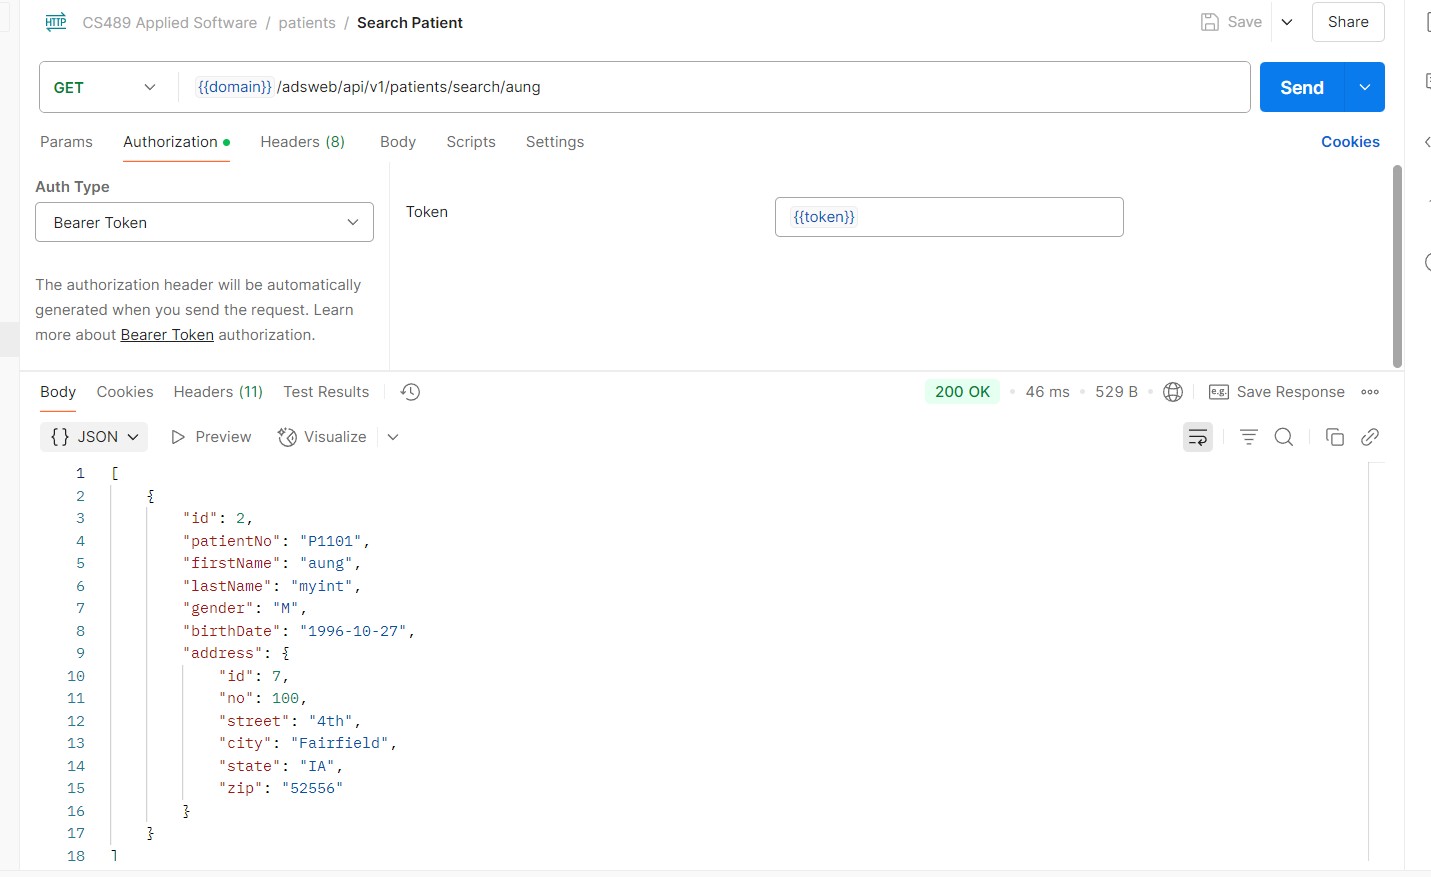 HTTP CS489 Applied Software / patients / Search Patient Save Share
GET {{domain}} /adsweb/api/v1/patients/search/aung Send
Params Authorization Headers (8) Body Scripts Settings Cookies
Auth Type
Bearer Token
Token {{token}}
The authorization header will be automatically
generated when you send the request. Learn
more about Bearer Token authorization.
Body Cookies Headers (11) Test Results 200 OK 46 ms 529 B e.g. Save Response
{} JSON Preview Visualize
1 [
2 {
3 "id": 2,
4 "patientNo": "P1101",
5 "firstName": "aung",
6 "lastName": "myint",
7 "gender": "M",
8 "birthDate": "1996-10-27",
9 "address": {
10 "id": 7,
11 "no": 100,
12 "street": "4th",
13 "city": "Fairfield",
14 "state": "IA",
15 "zip": "52556"
16 }
17 }
18 ]